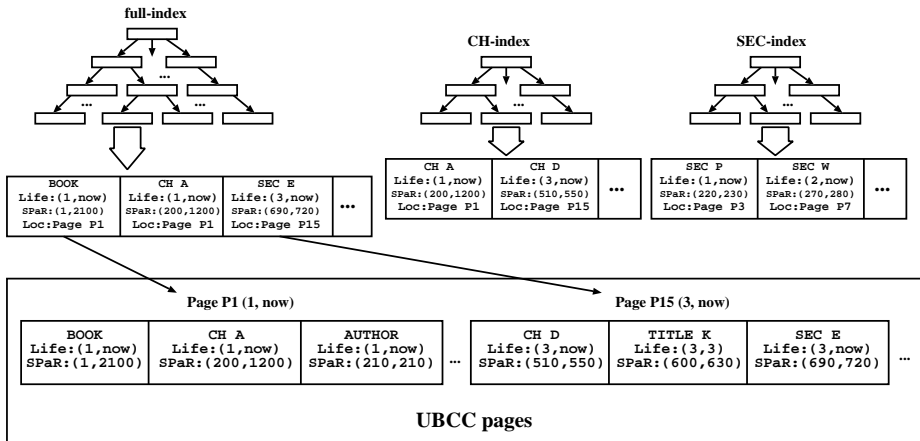 full-index
CH-index
SEC-index
...
...
...
...
...
...
...
BOOK
Life:(1,now)
SPaR:(1,2100)
Loc:Page P1
CH A
Life:(1,now)
SPaR:(200,1200)
Loc:Page P1
SEC E
Life:(3,now)
SPaR:(690,720)
Loc:Page P15
...
CH A
Life:(1,now)
SPaR:(200,1200)
Loc:Page P1
CH D
Life:(3,now)
SPaR:(510,550)
Loc:Page P15
...
SEC P
Life:(1,now)
SPaR:(220,230)
Loc:Page P3
SEC W
Life:(2,now)
SPaR:(270,280)
Loc:Page P7
...
Page P1 (1, now)
Page P15 (3, now)
BOOK
Life:(1,now)
SPaR:(1,2100)
CH A
Life:(1,now)
SPaR:(200,1200)
AUTHOR
Life:(1,now)
SPaR:(210,210)
...
CH D
Life:(3,now)
SPaR:(510,550)
TITLE K
Life:(3,3)
SPaR:(600,630)
SEC E
Life:(3,now)
SPaR:(690,720)
...
UBCC pages